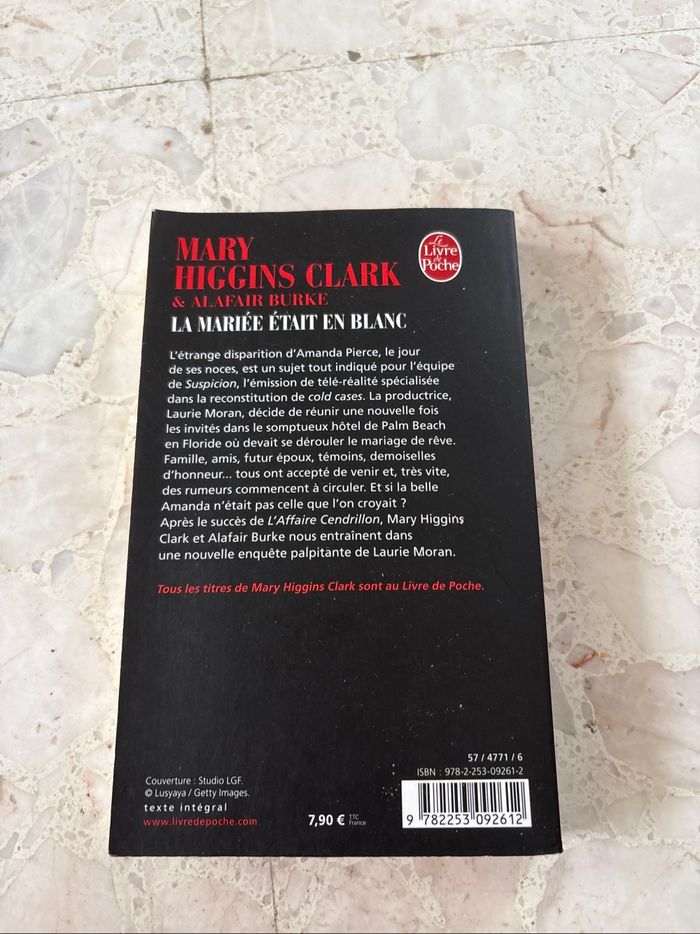 MARY
HIGGINS CLARK
& ALAFAIR BURKE
LA MARIÉE ÉTAIT EN BLANC
Le
Livre
de
Poche
L'étrange disparition d'Amanda Pierce, le jour
de ses noces, est un sujet tout indiqué pour l'équipe
de Suspicion, l'émission de télé-réalité spécialisée
dans la reconstitution de cold cases. La productrice,
Laurie Moran, décide de réunir une nouvelle fois
les invités dans le somptueux hôtel de Palm Beach
en Floride où devait se dérouler le mariage de rêve.
Famille, amis, futur époux, témoins, demoiselles
d'honneur... tous ont accepté de venir et, très vite,
des rumeurs commencent à circuler. Et si la belle
Amanda n'était pas celle que l'on croyait ?
Après le succès de L'Affaire Cendrillon, Mary Higgins
Clark et Alafair Burke nous entraînent dans
une nouvelle enquête palpitante de Laurie Moran.
Tous les titres de Mary Higgins Clark sont au Livre de Poche.
Couverture : Studio LGF.
© Lusyaya / Getty Images.
texte intégral
www.livredepoche.com
7,90 € TTC
France
57 / 4771 / 6
ISBN : 978-2-253-09261-2
9 782253 092612